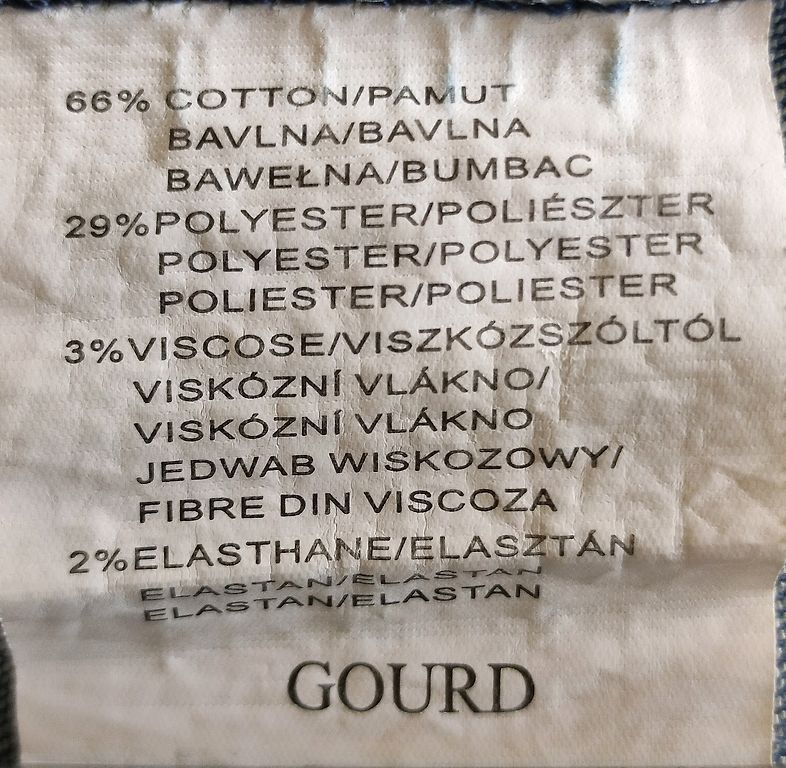 66% COTTON/PAMUT
BAVLNA/BAVLNA
BAWEŁNA/BUMBAC
29%POLYESTER/POLIÉSZTER
POLYESTER/POLYESTER
POLIESTER/POLIESTER
3%VISCOSE/VISZKÓZSZÓLTÓL
VISKÓZNÍ VLÁKNO/
VISKÓZNÍ VLÁKNO
JEDWAB WISKOZOWY/
FIBRE DIN VISCOZA
2%ELASTHANE/ELASZTÁN
ELASTAN/ELASTAN
ELASTAN/ELASTAN
GOURD